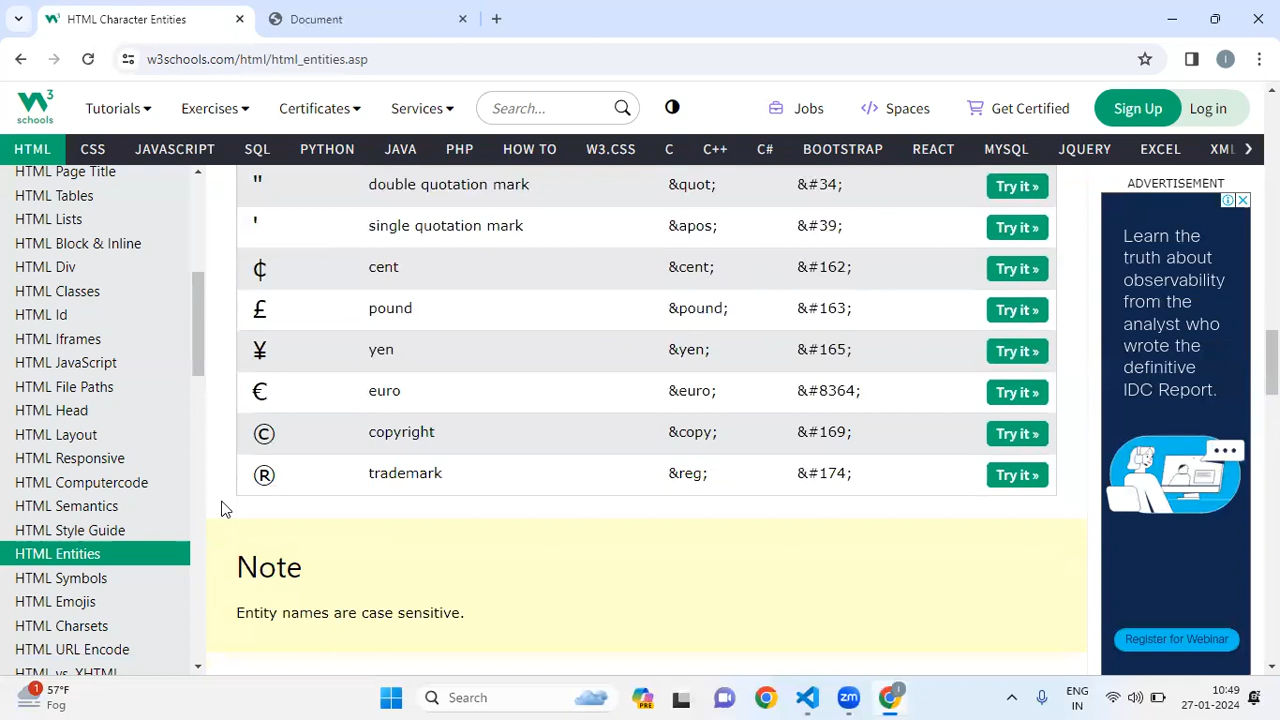 HTML Character Entities
Document
w3schools.com/html/html_entities.asp
I
W3
schools
Tutorials
Exercises
Certificates
Services
Search...
Jobs
Spaces
Get Certified
Sign Up
Log in
HTML
CSS
JAVASCRIPT
SQL
PYTHON
JAVA
PHP
HOW TO
W3.CSS
C
C++
C#
BOOTSTRAP
REACT
MYSQL
JQUERY
EXCEL
XML
HTML Page Title
HTML Tables
HTML Lists
HTML Block & Inline
HTML Div
HTML Classes
HTML Id
HTML Iframes
HTML JavaScript
HTML File Paths
HTML Head
HTML Layout
HTML Responsive
HTML Computercode
HTML Semantics
HTML Style Guide
HTML Entities
HTML Symbols
HTML Emojis
HTML Charsets
HTML URL Encode
HTML vs. XHTML
" double quotation mark &quot; &#34; Try it »
' single quotation mark &apos; &#39; Try it »
¢ cent &cent; &#162; Try it »
£ pound &pound; &#163; Try it »
¥ yen &yen; &#165; Try it »
€ euro &euro; &#8364; Try it »
© copyright &copy; &#169; Try it »
® trademark &reg; &#174; Try it »
Note
Entity names are case sensitive.
ADVERTISEMENT
Learn the
truth about
observability
from the
analyst who
wrote the
definitive
IDC Report.
Register for Webinar
1
57°F
Fog
Search
PRE
zm
ENG
IN
10:49
27-01-2024